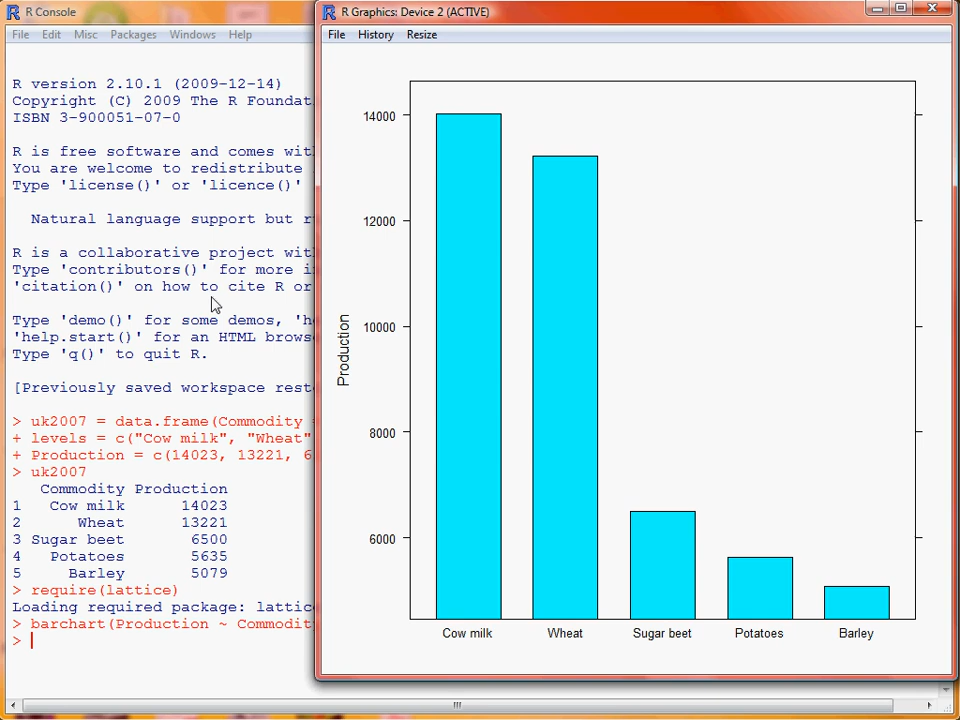 R Console
File Edit Misc Packages Windows Help
R version 2.10.1 (2009-12-14)
Copyright (C) 2009 The R Foundat
ISBN 3-900051-07-0
R is free software and comes wit
You are welcome to redistribute
Type 'license()' or 'licence()'
Natural language support but r
R is a collaborative project wit
Type 'contributors()' for more i
'citation()' on how to cite R or
Type 'demo()' for some demos, 'he
'help.start()' for an HTML brows
Type 'q()' to quit R.
[Previously saved workspace rest
> uk2007 = data.frame(Commodity =
+ levels = c("Cow milk", "Wheat"
+ Production = c(14023, 13221, 6
> uk2007
Commodity Production
1 Cow milk 14023
2 Wheat 13221
3 Sugar beet 6500
4 Potatoes 5635
5 Barley 5079
> require(lattice)
Loading required package: lattic
> barchart(Production ~ Commodit
>
R Graphics: Device 2 (ACTIVE)
File History Resize
14000
12000
10000
8000
6000
Production
Cow milk Wheat Sugar beet Potatoes Barley